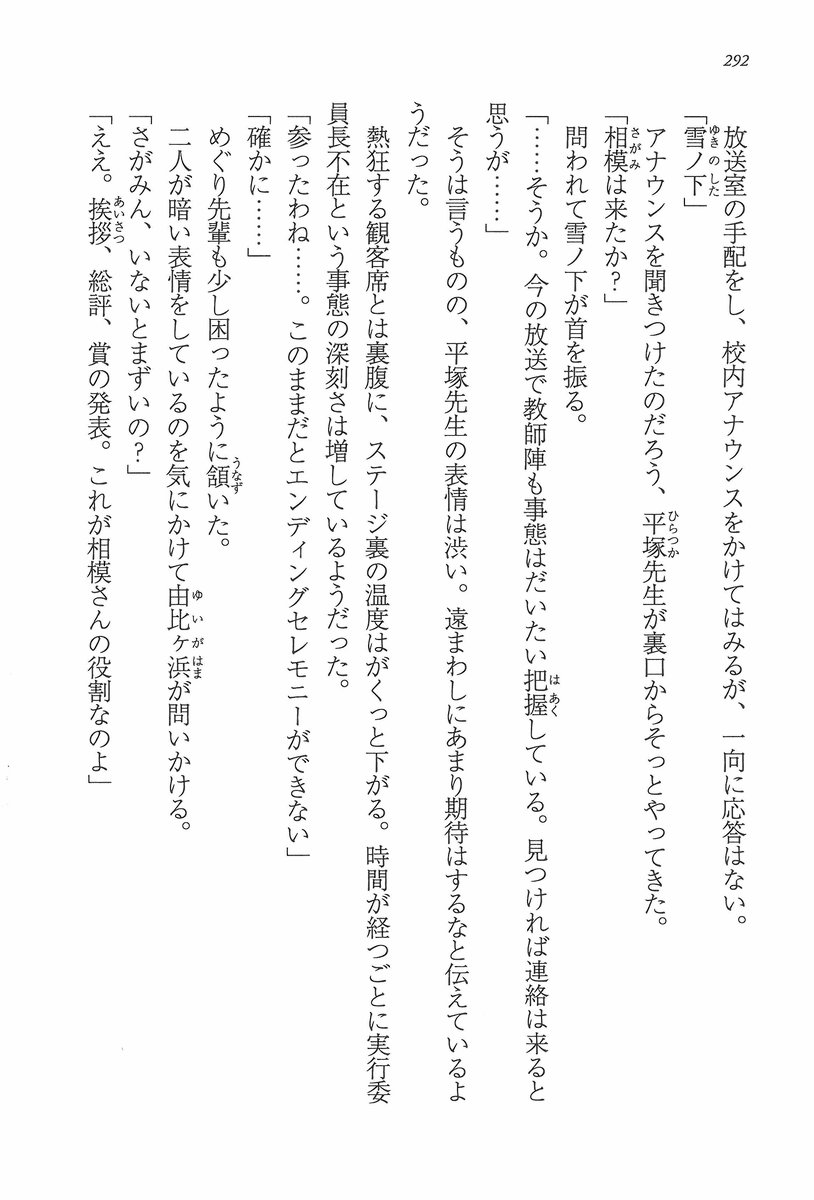 292
放送室の手配をし、校内アナウンスをかけてはみるが、一向に応答はない。
「雪ノ下」
アナウンスを聞きつけたのだろう、平塚先生が裏口からそっとやってきた。
「相模は来たか？」
問われて雪ノ下が首を振る。
「……そうか。今の放送で教師陣も事態はだいたい把握している。見つければ連絡は来ると
思うが……」
そうは言うものの、平塚先生の表情は渋い。遠まわしにあまり期待はするなと伝えているよ
うだった。
熱狂する観客席とは裏腹に、ステージ裏の温度はがくっと下がる。時間が経つごとに実行委
員長不在という事態の深刻さは増しているようだった。
「参ったわね……。このままだとエンディングセレモニーができない」
「確かに……」
めぐり先輩も少し困ったように頷いた。
二人が暗い表情をしているのを気にかけて由比ヶ浜が問いかける。
「さがみん、いないとまずいの？」
「ええ。挨拶、総評、賞の発表。これが相模さんの役割なのよ」